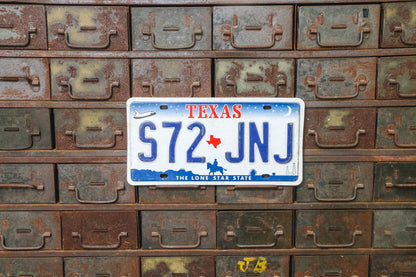 TEXAS
S72 JNJ
THE LONE STAR STATE